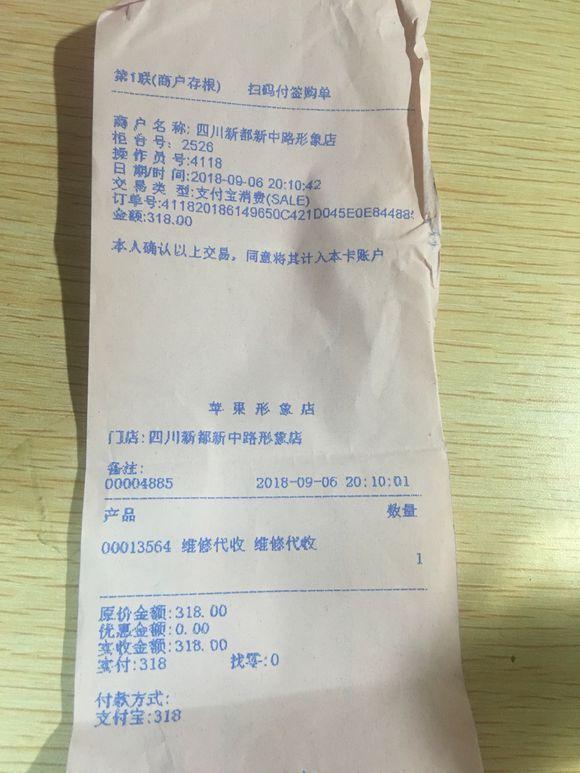 第1联(商户存根) 扫码付签购单
商户名称:四川新都新中路形象店
柜台号: 2526
操作员号:4118
日期/时间:2018-09-06 20:10:42
交易类型:支付宝消费(SALE)
订单号:411820186149650C421D045E0E84488
金额:318.00
本人确认以上交易，同意将其计入本卡账户
苹果形象店
门店:四川新都新中路形象店
备注:
00004885 2018-09-06 20:10:01
产品 数量
00013564 维修代收 维修代收
1
原价金额:318.00
优惠金额:0.00
实收金额:318.00
实付:318 找零:0
付款方式:
支付宝:318